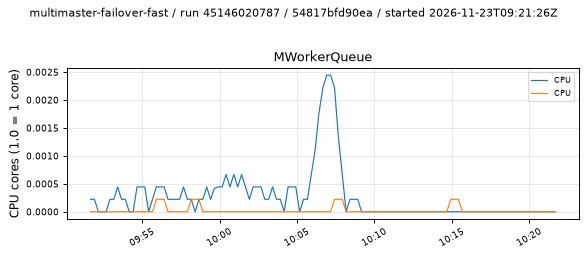 multimaster-failover-fast / run 45146020787 / 54817bfd90ea / started 2026-11-23T09:21:26Z
MWorkerQueue
CPU cores (1.0 = 1 core)
0.0025
0.0020
0.0015
0.0010
0.0005
0.0000
CPU
CPU
09:55
10:00
10:05
10:10
10:15
10:20